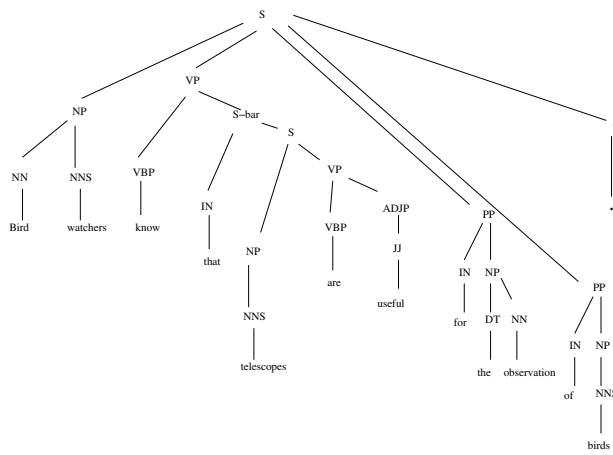 S
VP
NP
S-bar
S
NN NNS VBP VP
IN ADJP PP
Bird watchers know VBP
that NP JJ
IN NP
are PP
useful
NNS for DT NN
IN NP
telescopes the observation
of NNS
birds
.